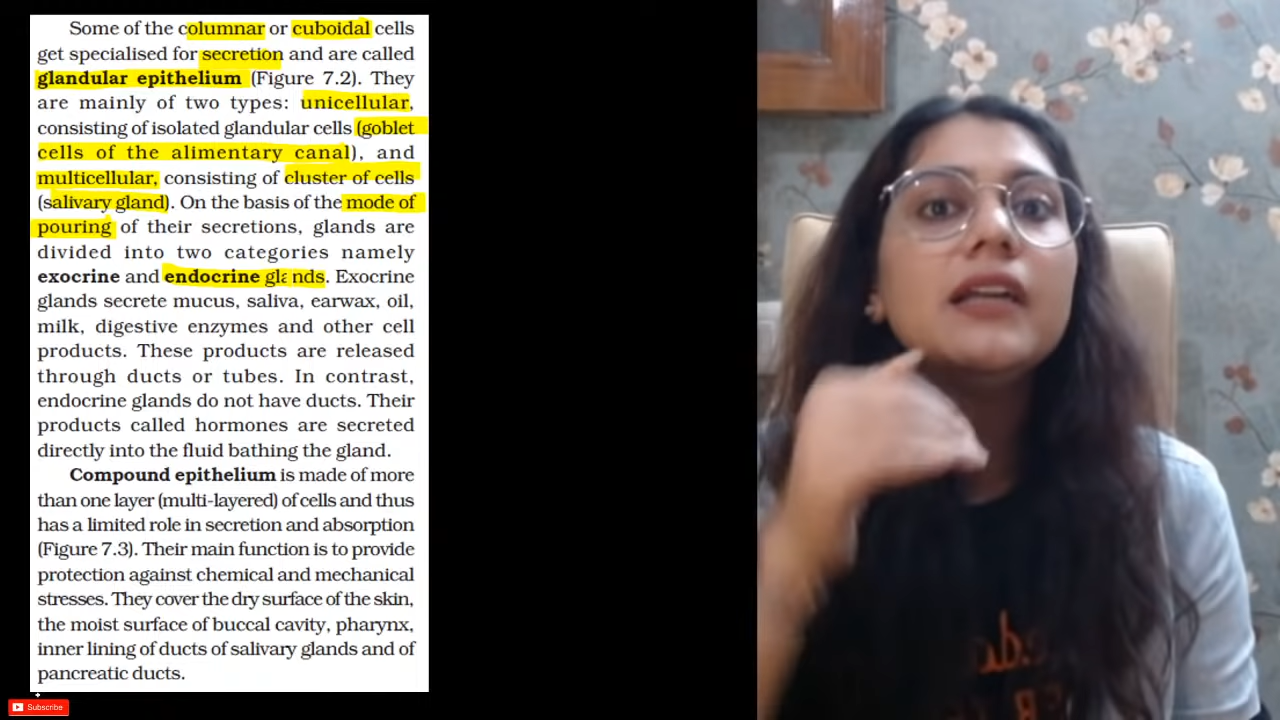 Some of the columnar or cuboidal cells
get specialised for secretion and are called
glandular epithelium (Figure 7.2). They
are mainly of two types: unicellular,
consisting of isolated glandular cells (goblet
cells of the alimentary canal), and
multicellular, consisting of cluster of cells
(salivary gland). On the basis of the mode of
pouring of their secretions, glands are
divided into two categories namely
exocrine and endocrine glands. Exocrine
glands secrete mucus, saliva, earwax, oil,
milk, digestive enzymes and other cell
products. These products are released
through ducts or tubes. In contrast,
endocrine glands do not have ducts. Their
products called hormones are secreted
directly into the fluid bathing the gland.
Compound epithelium is made of more
than one layer (multi-layered) of cells and thus
has a limited role in secretion and absorption
(Figure 7.3). Their main function is to provide
protection against chemical and mechanical
stresses. They cover the dry surface of the skin,
the moist surface of buccal cavity, pharynx,
inner lining of ducts of salivary glands and of
pancreatic ducts.
Subscribe